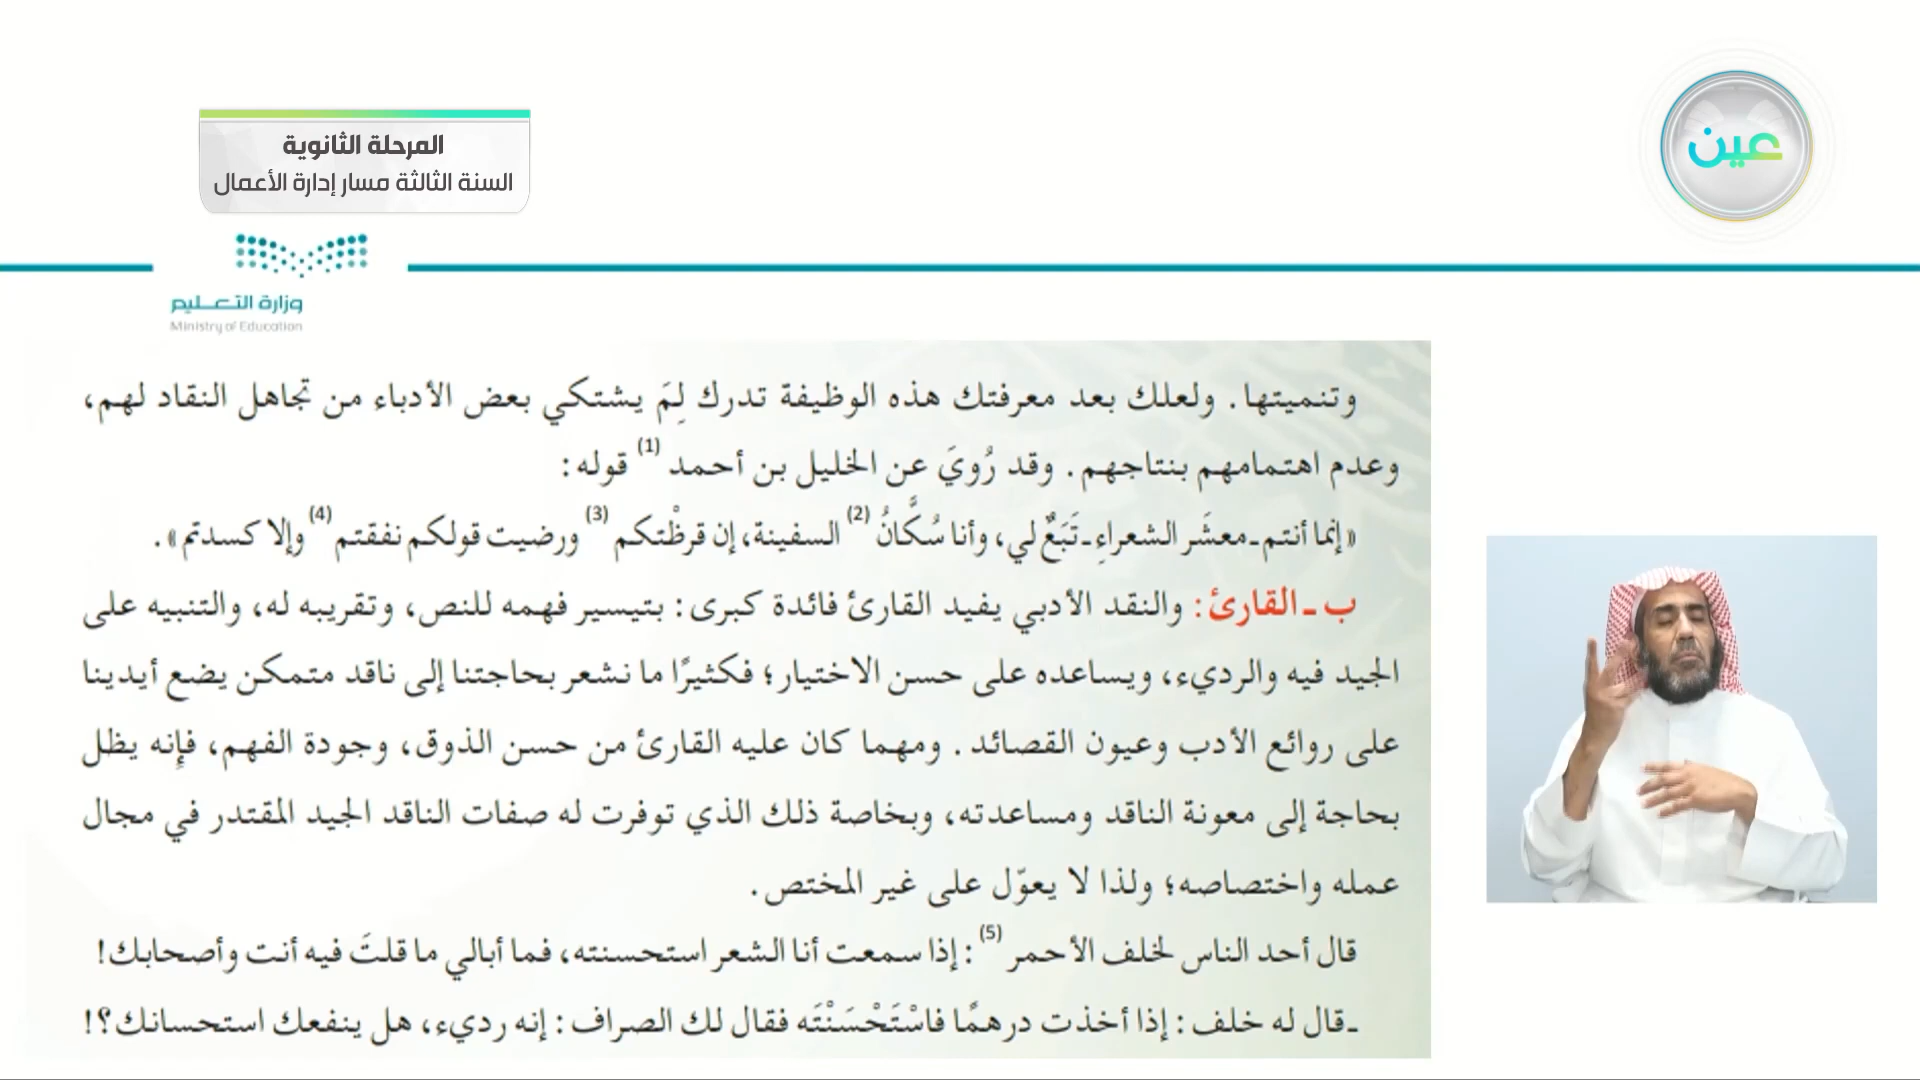 المرحلة الثانوية
السنة الثالثة مسار إدارة الأعمال
عين
وزارة التعليم
Ministry of Education
وتنميتها. ولعلك بعد معرفتك هذه الوظيفة تدرك لِمَ يشتكي بعض الأدباء من تجاهل النقاد لهم،
وعدم اهتمامهم بنتاجهم. وقد رُويَ عن الخليل بن أحمد (1) قوله:
«إنما أنتم-معشَر الشعراءِ-تَبَعٌ لي، وأنا سُكَّانُ (2) السفينة، إن قرظْتكم (3) ورضيت قولكم نفقتم (4) وإلا كسدتم».
ب-القارئ: والنقد الأدبي يفيد القارئ فائدة كبرى: بتيسير فهمه للنص، وتقريبه له، والتنبيه على
الجيد فيه والرديء، ويساعده على حسن الاختيار؛ فكثيرًا ما نشعر بحاجتنا إلى ناقد متمكن يضع أيدينا
على روائع الأدب وعيون القصائد. ومهما كان عليه القارئ من حسن الذوق، وجودة الفهم، فإنه يظل
بحاجة إلى معونة الناقد ومساعدته، وبخاصة ذلك الذي توفرت له صفات الناقد الجيد المقتدر في مجال
عمله واختصاصه؛ ولذا لا يعوّل على غير المختص.
قال أحد الناس لخلف الأحمر (5): إذا سمعت أنا الشعر استحسنته، فما أبالي ما قلتَ فيه أنت وأصحابك!
-قال له خلف: إذا أخذت درهمًا فاسْتَحْسَنْتَه فقال لك الصراف: إنه رديء، هل ينفعك استحسانك؟!